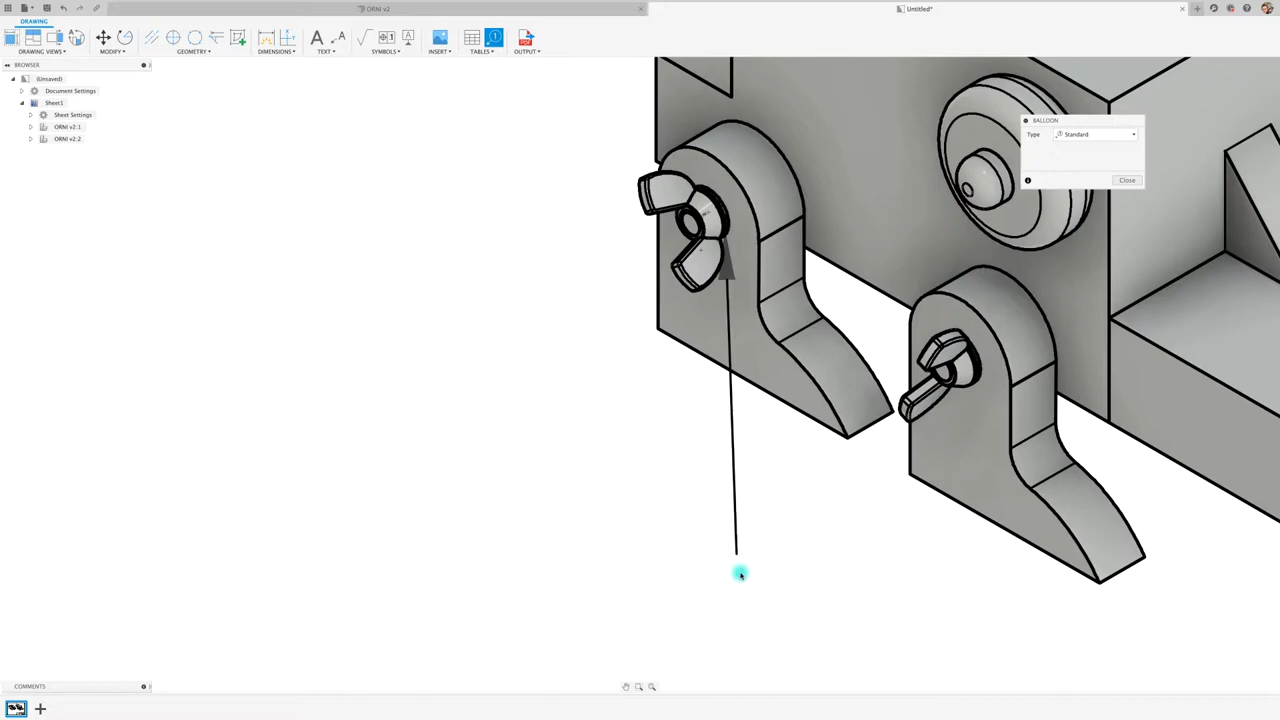 ORNI v2
Untitled*
DRAWING
DRAWING VIEWS
MODIFY
GEOMETRY
DIMENSIONS
TEXT
SYMBOLS
INSERT
TABLES
OUTPUT
BROWSER
(Unsaved)
Document Settings
Sheet1
Sheet Settings
ORNI v2:1
ORNI v2:2
BALLOON
Type
Standard
Close
COMMENTS